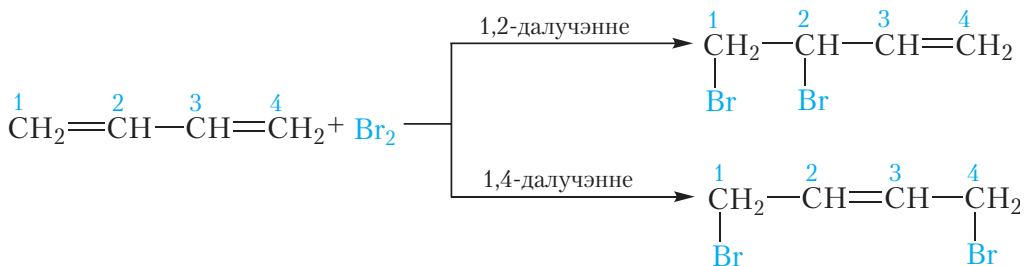 1,2-далучэнне
1 2 3 4
CH₂—CH—CH=CH₂
Br Br
1 2 3 4
CH₂=CH—CH=CH₂ + Br₂
1,4-далучэнне
1 2 3 4
CH₂—CH=CH—CH₂
Br Br